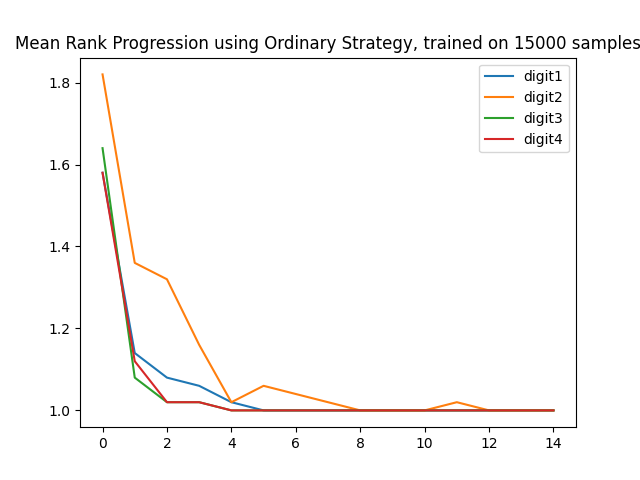 Mean Rank Progression using Ordinary Strategy, trained on 15000 samples
digit1
digit2
digit3
digit4
1.8
1.6
1.4
1.2
1.0
0 2 4 6 8 10 12 14